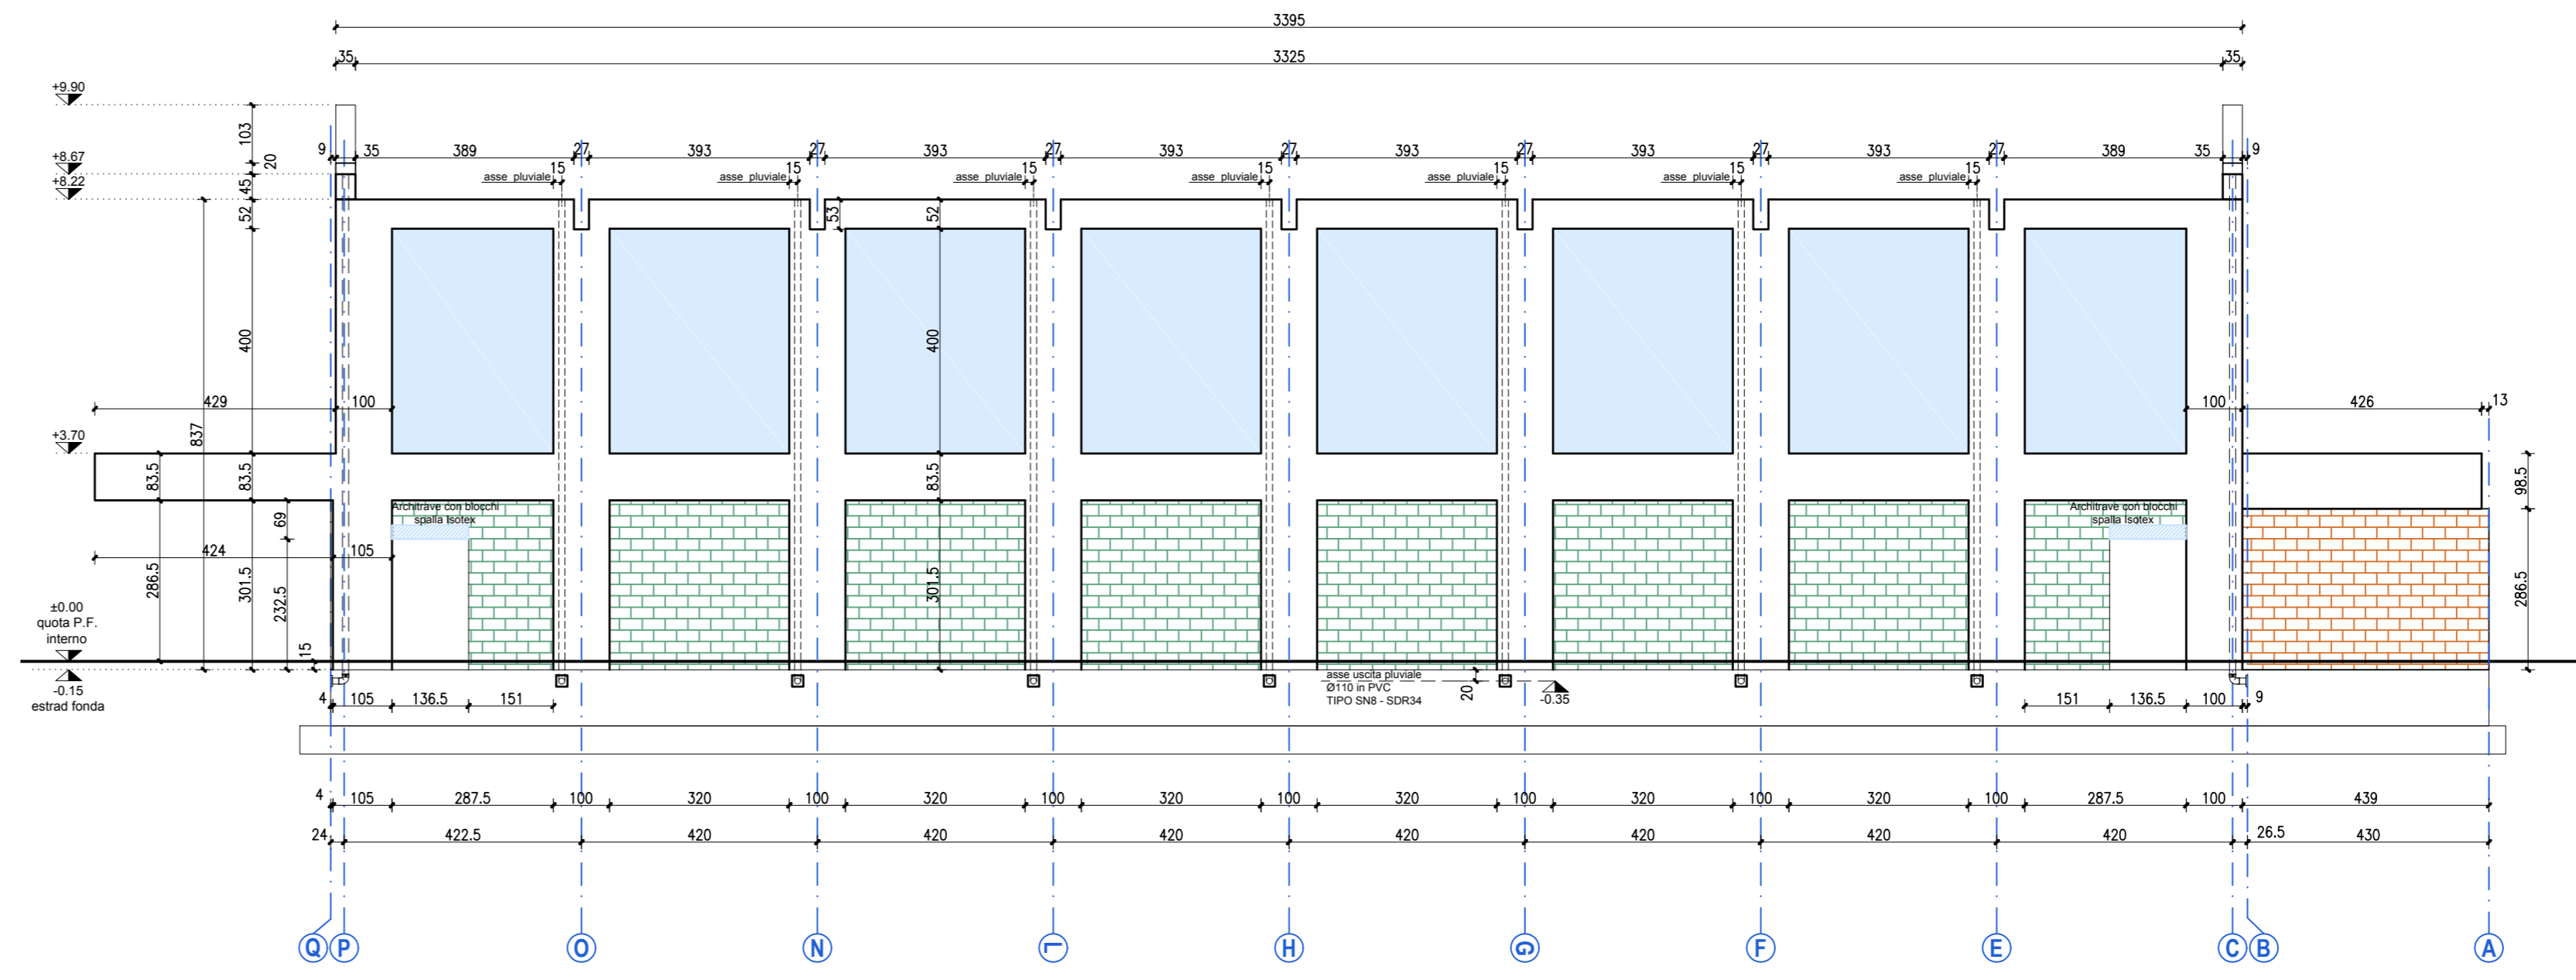 3395
35 3325 35
+9.90
103
20
+8.67
45
+8.22
52
9 35 389 27 393 27 393 27 393 27 393 27 393 27 393 27 389 35 9
15 15 15 15 15 15 15
asse pluviale asse pluviale asse pluviale asse pluviale asse pluviale asse pluviale asse pluviale
53 52
837 400 400
429 100 100 426 13
+3.70
83.5 83.5 83.5 98.5
Architrave con blocchi
spalla Isotex
Architrave con blocchi
spalla Isotex
69
424 105
286.5 301.5 232.5 301.5 286.5
±0.00
quota P.F.
interno
15
-0.15
estrad fonda
asse uscita pluviale
Ø110 in PVC
TIPO SN8 - SDR34
20
-0.35
4 105 136.5 151 151 136.5 100 9
4 105 287.5 100 320 100 320 100 320 100 320 100 320 100 320 100 287.5 100 439
24 422.5 420 420 420 420 420 420 420 26.5 430
Q P O N L H G F E C B A